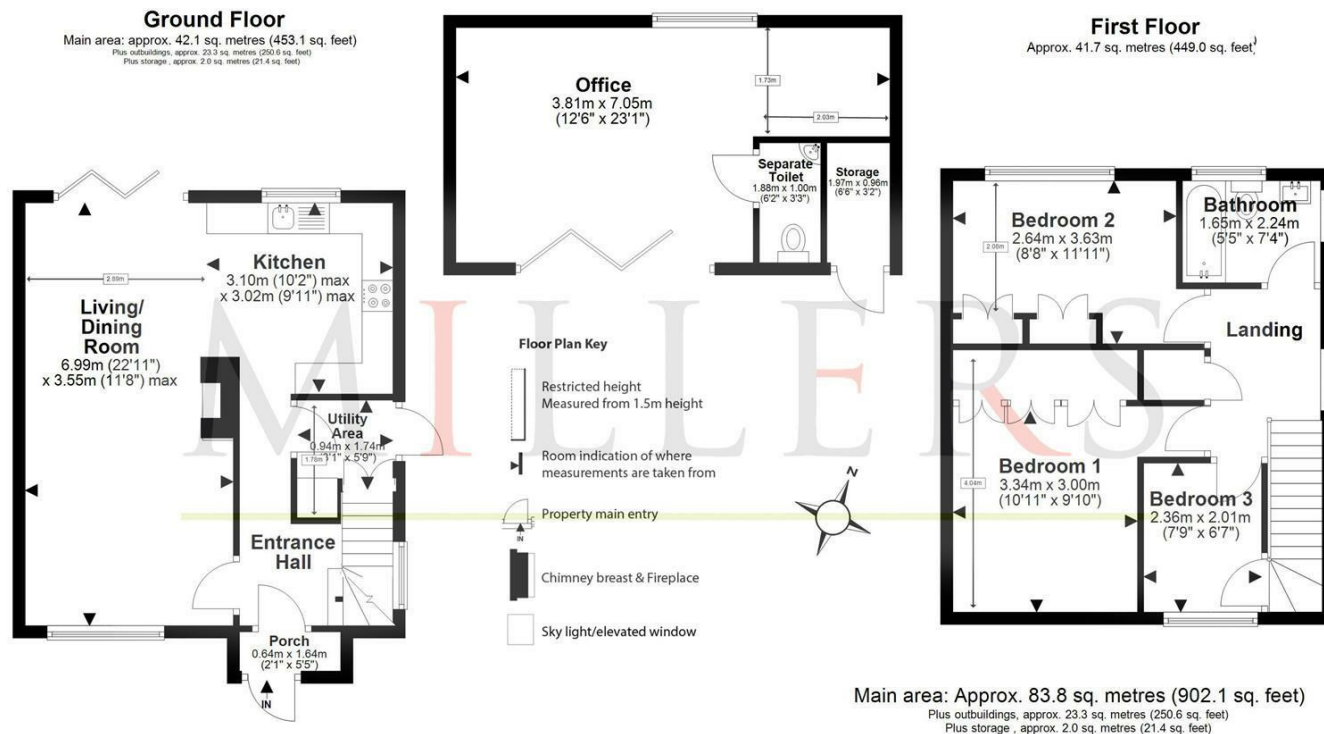 Ground Floor
Main area: approx. 42.1 sq. metres (453.1 sq. feet)
Plus outbuildings, approx. 23.3 sq. metres (250.6 sq. feet)
Plus storage , approx. 2.0 sq. metres (21.4 sq. feet)
First Floor
Approx. 41.7 sq. metres (449.0 sq. feet)
Office
3.81m x 7.05m
(12'6" x 23'1")
1.73m
2.03m
Separate
Toilet
1.88m x 1.00m
(6'2" x 3'3")
Storage
1.97m x 0.96m
(6'6" x 3'2")
Kitchen
3.10m (10'2") max
x 3.02m (9'11") max
2.89m
Living/
Dining
Room
6.99m (22'11")
x 3.55m (11'8") max
Utility
Area
0.94m x 1.74m
(3'1" x 5'9")
1.78m
Entrance
Hall
Porch
0.64m x 1.64m
(2'1" x 5'5")
IN
MILLERS
Floor Plan Key
Restricted height
Measured from 1.5m height
Room indication of where
measurements are taken from
Property main entry
IN
Chimney breast & Fireplace
Sky light/elevated window
N
Bedroom 2
2.64m x 3.63m
(8'8" x 11'11")
Bathroom
1.65m x 2.24m
(5'5" x 7'4")
Landing
Bedroom 1
3.34m x 3.00m
(10'11" x 9'10")
4.04m
Bedroom 3
2.36m x 2.01m
(7'9" x 6'7")
Main area: Approx. 83.8 sq. metres (902.1 sq. feet)
Plus outbuildings, approx. 23.3 sq. metres (250.6 sq. feet)
Plus storage , approx. 2.0 sq. metres (21.4 sq. feet)